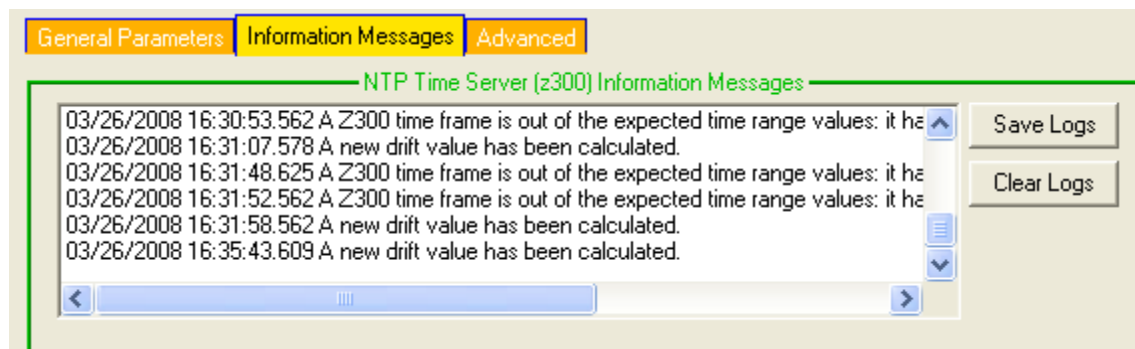 General Parameters Information Messages Advanced
NTP Time Server (z300) Information Messages
03/26/2008 16:30:53.562 A Z300 time frame is out of the expected time range values: it ha
03/26/2008 16:31:07.578 A new drift value has been calculated.
03/26/2008 16:31:48.625 A Z300 time frame is out of the expected time range values: it ha
03/26/2008 16:31:52.562 A Z300 time frame is out of the expected time range values: it ha
03/26/2008 16:31:58.562 A new drift value has been calculated.
03/26/2008 16:35:43.609 A new drift value has been calculated.
Save Logs
Clear Logs